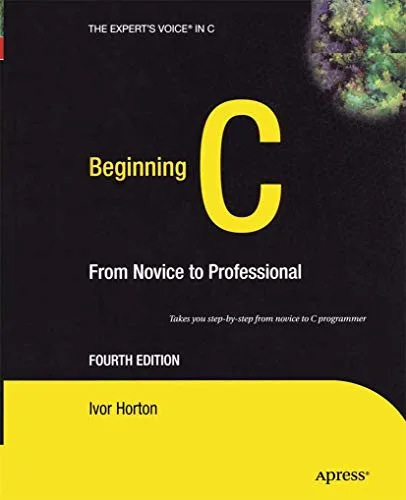 THE EXPERT'S VOICE® IN C
Beginning C
From Novice to Professional
Takes you step-by-step from novice to C programmer
FOURTH EDITION
Ivor Horton
Apress®